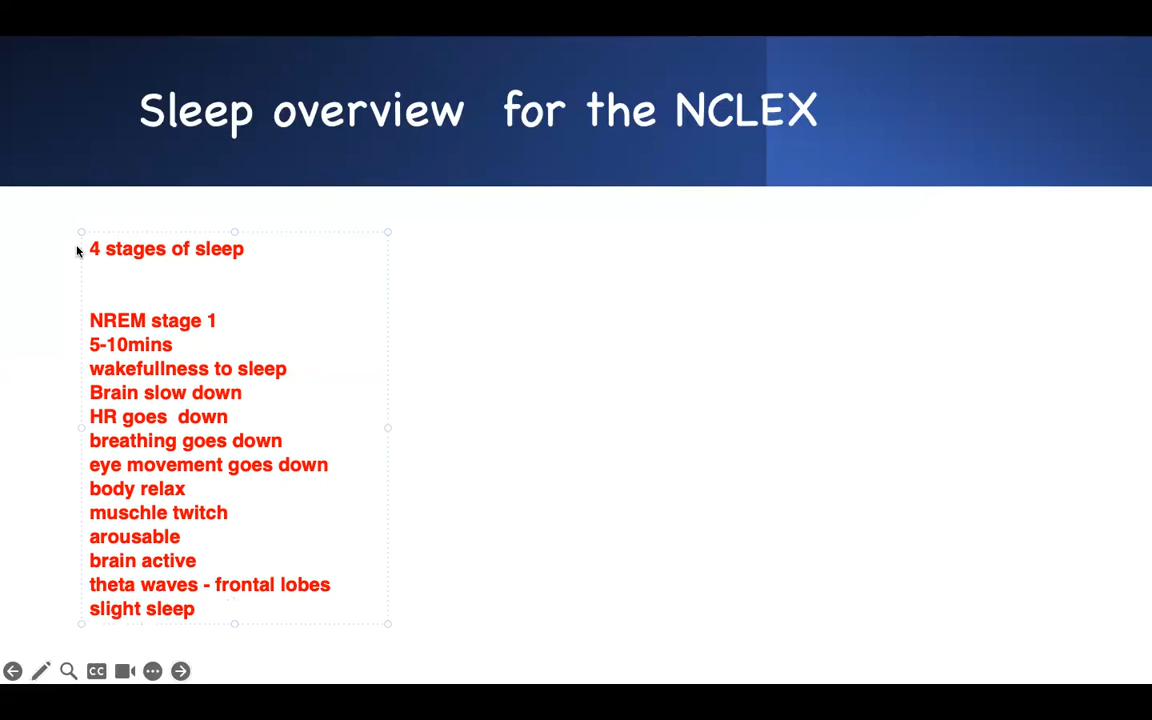 Sleep overview for the NCLEX
4 stages of sleep
NREM stage 1
5-10mins
wakefullness to sleep
Brain slow down
HR goes down
breathing goes down
eye movement goes down
body relax
muschle twitch
arousable
brain active
theta waves - frontal lobes
slight sleep
CC